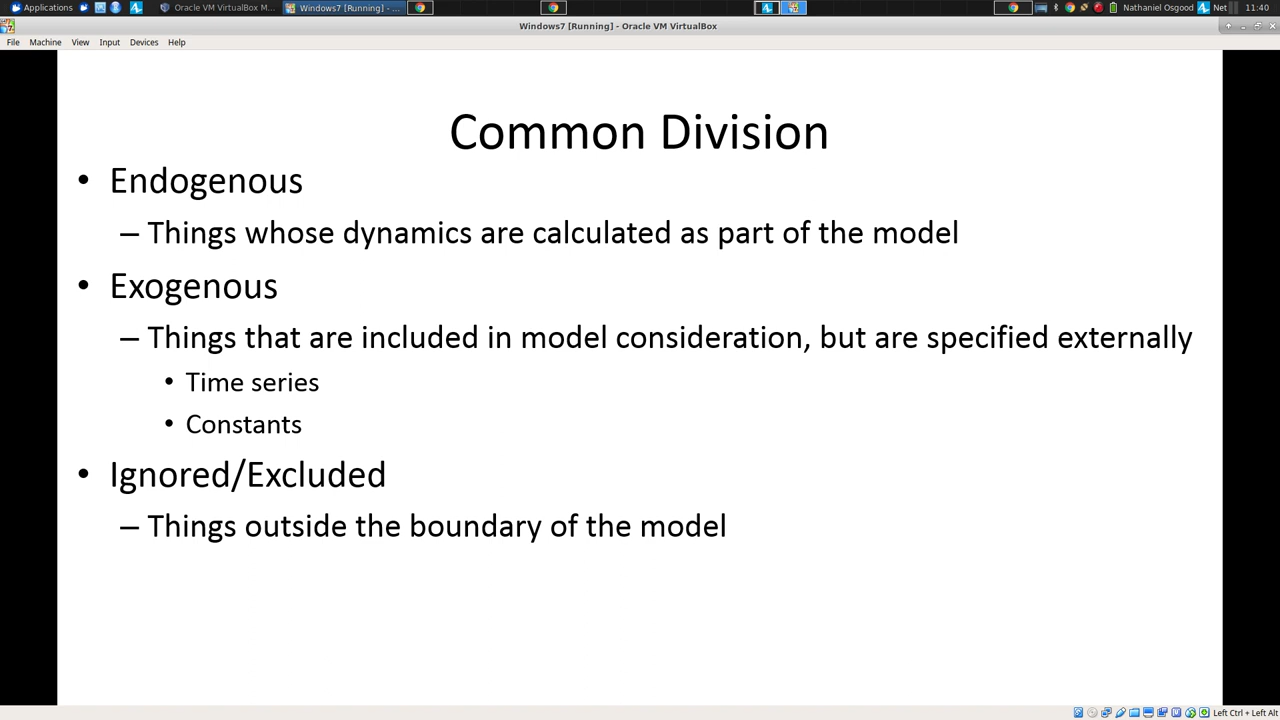 Applications
Oracle VM VirtualBox M...
Windows7 [Running] - ...
Nathaniel Osgood
Net
11:40
Windows7 [Running] - Oracle VM VirtualBox
File Machine View Input Devices Help
Common Division
• Endogenous
– Things whose dynamics are calculated as part of the model
• Exogenous
– Things that are included in model consideration, but are specified externally
• Time series
• Constants
• Ignored/Excluded
– Things outside the boundary of the model
Left Ctrl + Left Alt